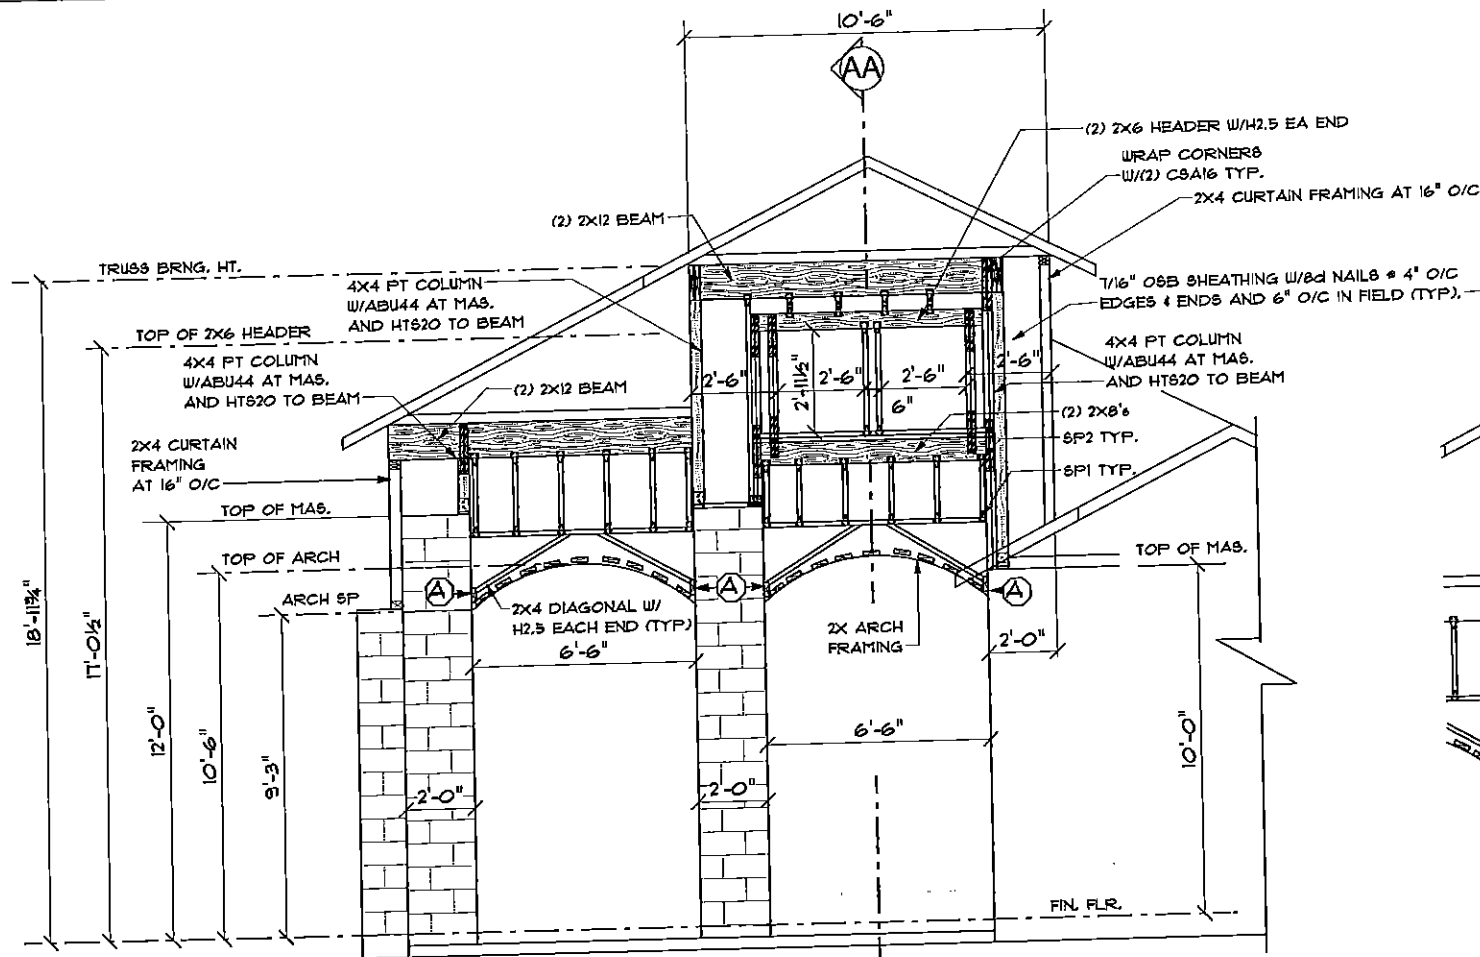 10'-6"
AA
(2) 2X6 HEADER W/H2.5 EA END
WRAP CORNERS
W/(2) CSA16 TYP.
2X4 CURTAIN FRAMING AT 16" O/C
(2) 2X12 BEAM
TRUSS BRNG. HT.
4X4 PT COLUMN
W/ABU44 AT MAS.
AND HTS20 TO BEAM
7/16" OSB SHEATHING W/8d NAILS @ 4" O/C
EDGES & ENDS AND 6" O/C IN FIELD (TYP).
TOP OF 2X6 HEADER
4X4 PT COLUMN
W/ABU44 AT MAS.
AND HTS20 TO BEAM
4X4 PT COLUMN
W/ABU44 AT MAS.
AND HTS20 TO BEAM
(2) 2X12 BEAM
2'-6"
2'-11½"
2'-6"
2'-6"
6"
2'-6"
(2) 2X8's
SP2 TYP.
SP1 TYP.
2X4 CURTAIN
FRAMING
AT 16" O/C
TOP OF MAS.
TOP OF ARCH
TOP OF MAS.
ARCH SP
A
A
A
2X4 DIAGONAL W/
H2.5 EACH END (TYP)
6'-6"
2X ARCH
FRAMING
2'-0"
18'-11¾"
17'-0½"
12'-0"
10'-6"
9'-3"
10'-0"
6'-6"
2'-0"
2'-0"
FIN. FLR.